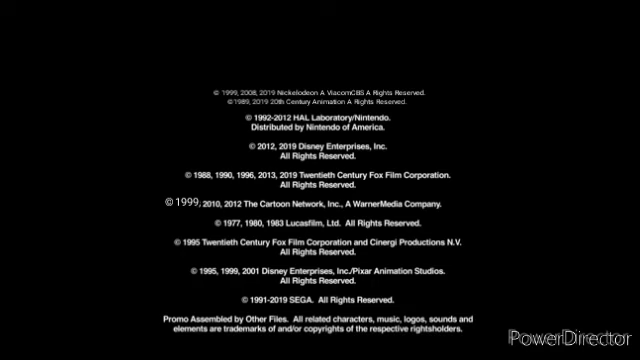 © 1999, 2008, 2019 Nickelodeon A ViacomCBS A Rights Reserved.
©1989, 2019 20th Century Animation A Rights Reserved.
© 1992-2012 HAL Laboratory/Nintendo.
Distributed by Nintendo of America.
© 2012, 2019 Disney Enterprises, Inc.
All Rights Reserved.
© 1988, 1990, 1996, 2013, 2019 Twentieth Century Fox Film Corporation.
All Rights Reserved.
© 1999, 2010, 2012 The Cartoon Network, Inc., A WarnerMedia Company.
© 1977, 1980, 1983 Lucasfilm, Ltd. All Rights Reserved.
© 1995 Twentieth Century Fox Film Corporation and Cinergi Productions N.V.
All Rights Reserved.
© 1995, 1999, 2001 Disney Enterprises, Inc./Pixar Animation Studios.
All Rights Reserved.
© 1991-2019 SEGA. All Rights Reserved.
Promo Assembled by Other Files. All related characters, music, logos, sounds and
elements are trademarks of and/or copyrights of the respective rightsholders.
PowerDirector